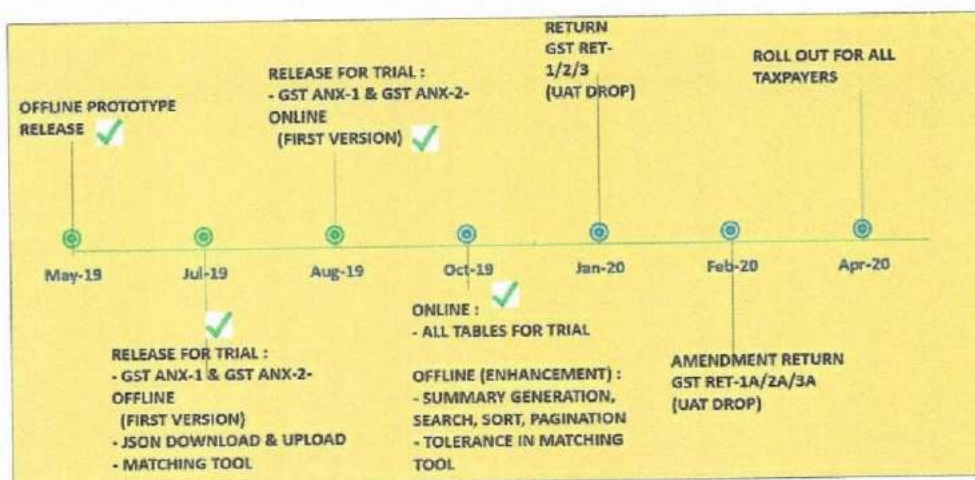 OFFLINE PROTOTYPE
RELEASE
RELEASE FOR TRIAL :
- GST ANX-1 & GST ANX-2-
ONLINE
(FIRST VERSION)
RETURN
GST RET-
1/2/3
(UAT DROP)
ROLL OUT FOR ALL
TAXPAYERS
May-19
Jul-19
Aug-19
Oct-19
Jan-20
Feb-20
Apr-20
RELEASE FOR TRIAL :
- GST ANX-1 & GST ANX-2-
OFFLINE
(FIRST VERSION)
- JSON DOWNLOAD & UPLOAD
- MATCHING TOOL
ONLINE :
- ALL TABLES FOR TRIAL
OFFLINE (ENHANCEMENT) :
- SUMMARY GENERATION,
SEARCH, SORT, PAGINATION
- TOLERANCE IN MATCHING
TOOL
AMENDMENT RETURN
GST RET-1A/2A/3A
(UAT DROP)